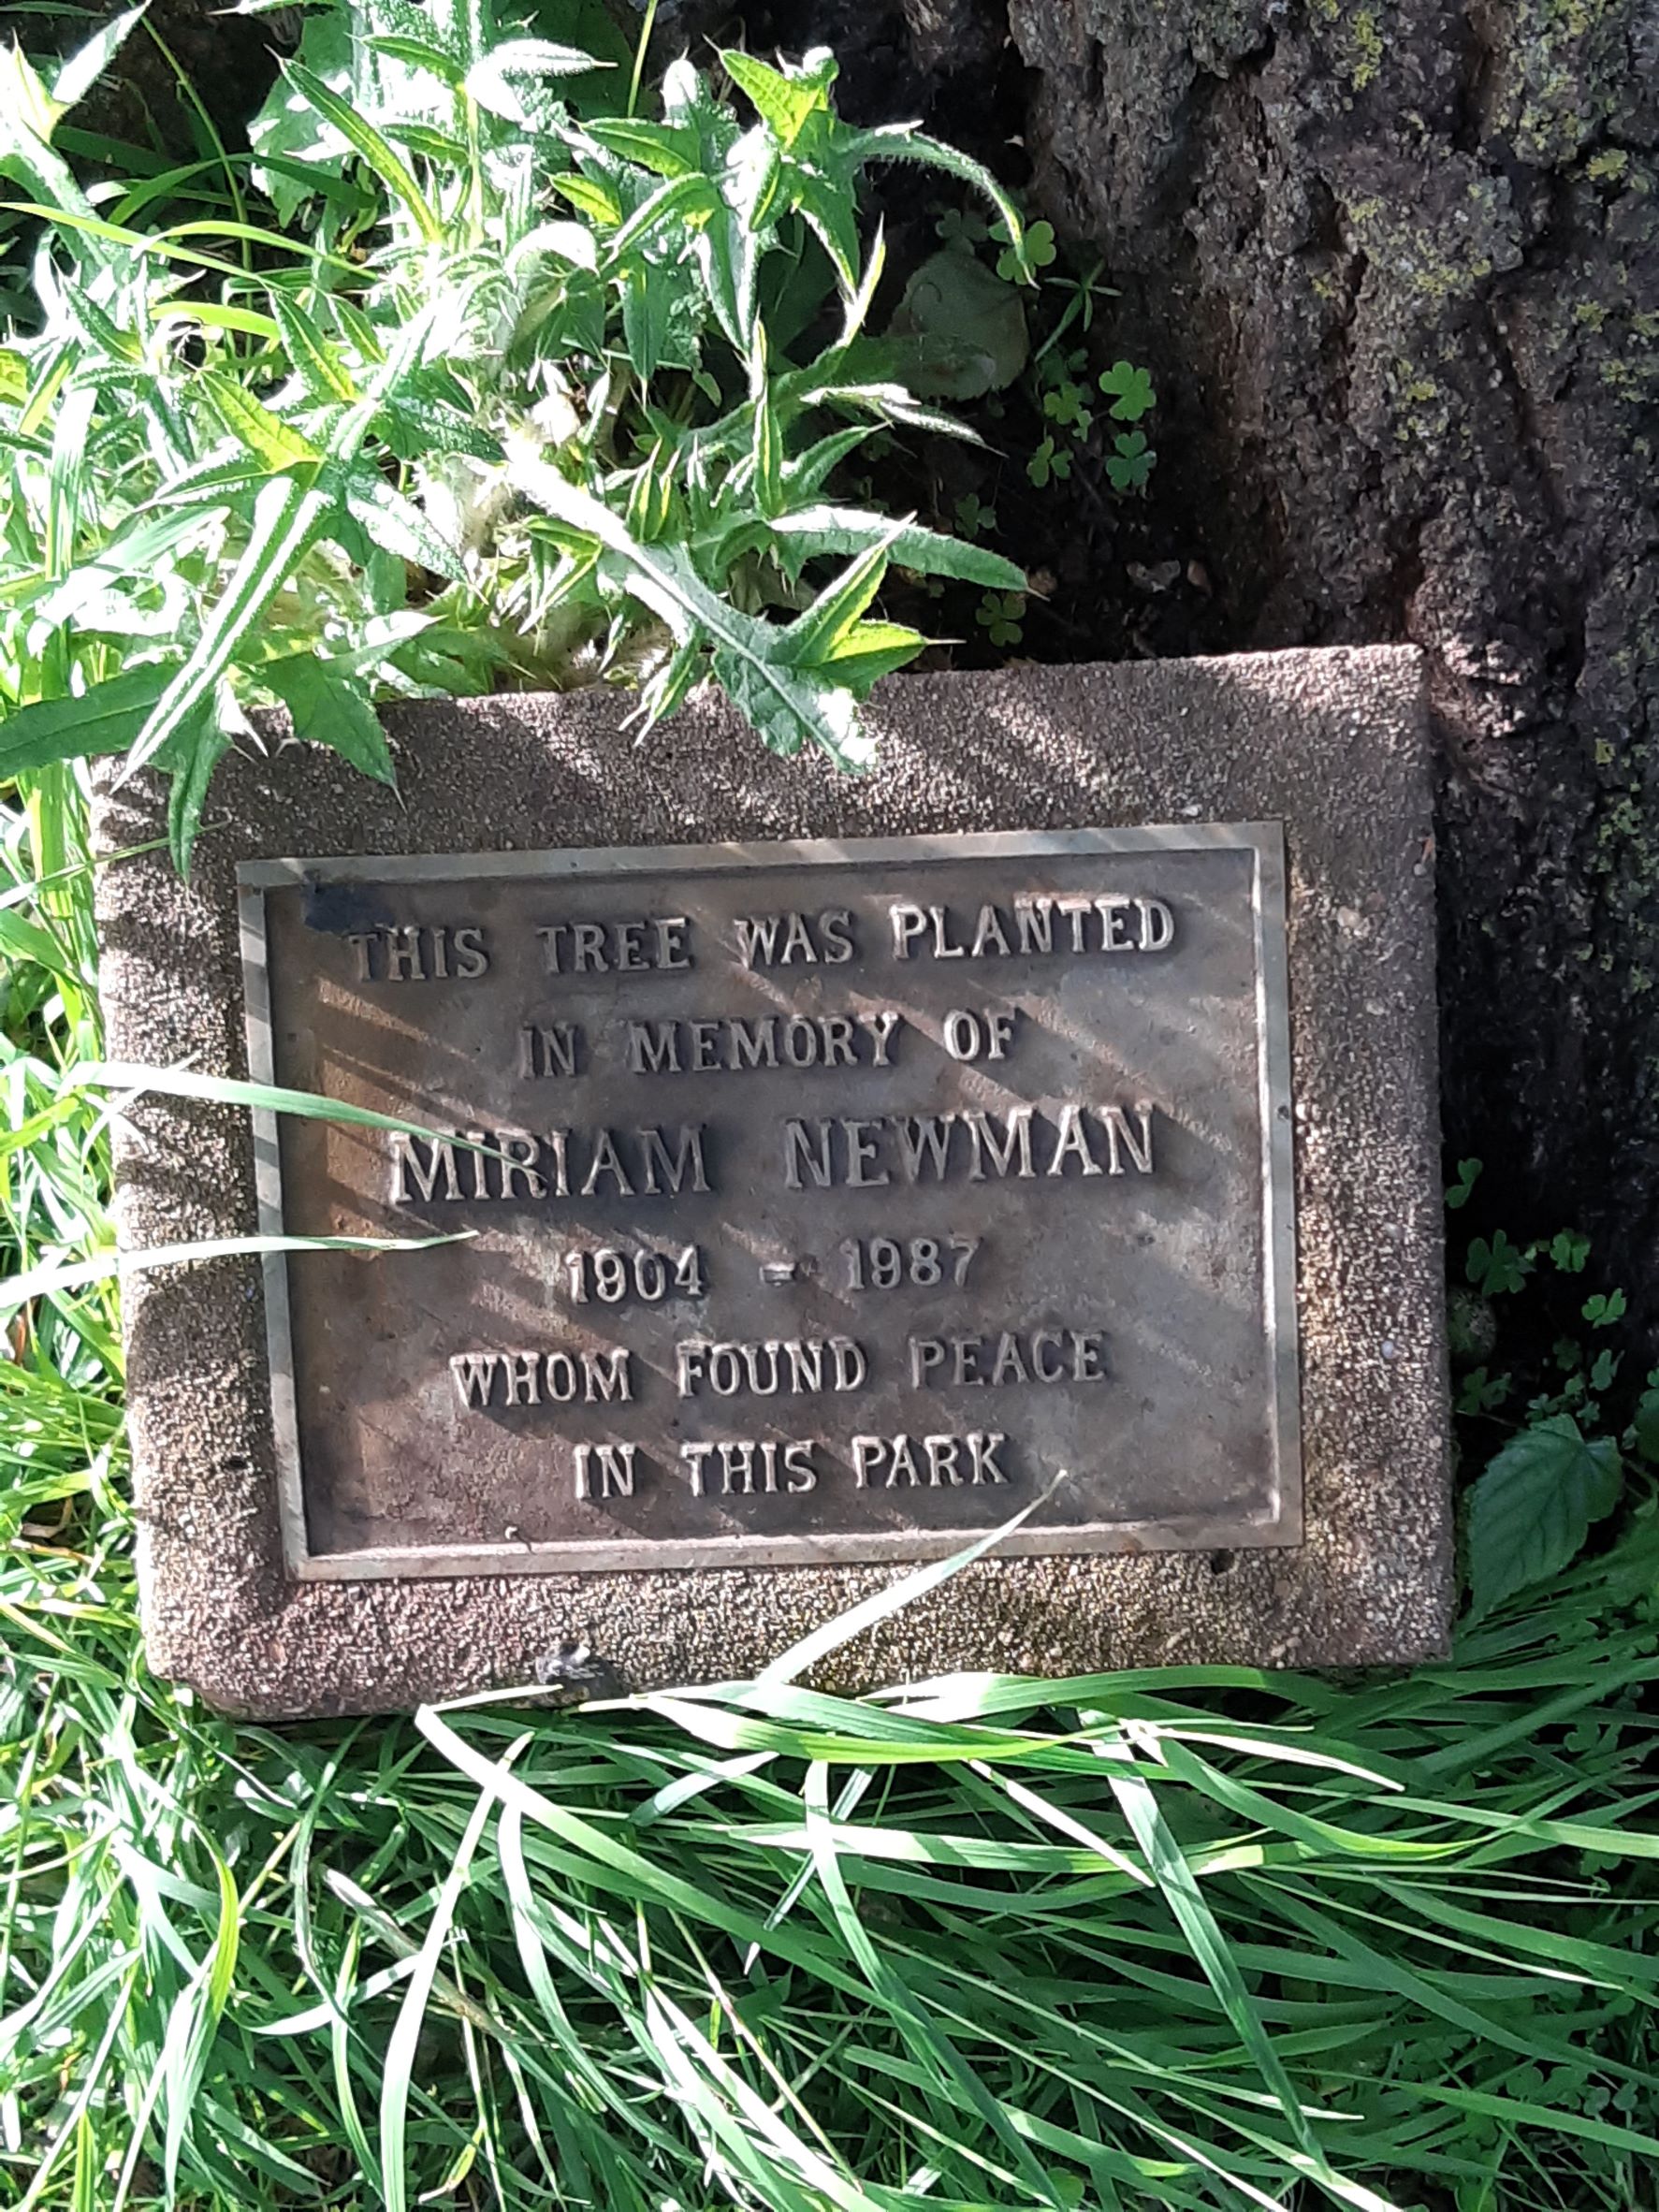 THIS TREE WAS PLANTED
IN MEMORY OF
MIRIAM NEWMAN
1904 - 1987
WHOM FOUND PEACE
IN THIS PARK